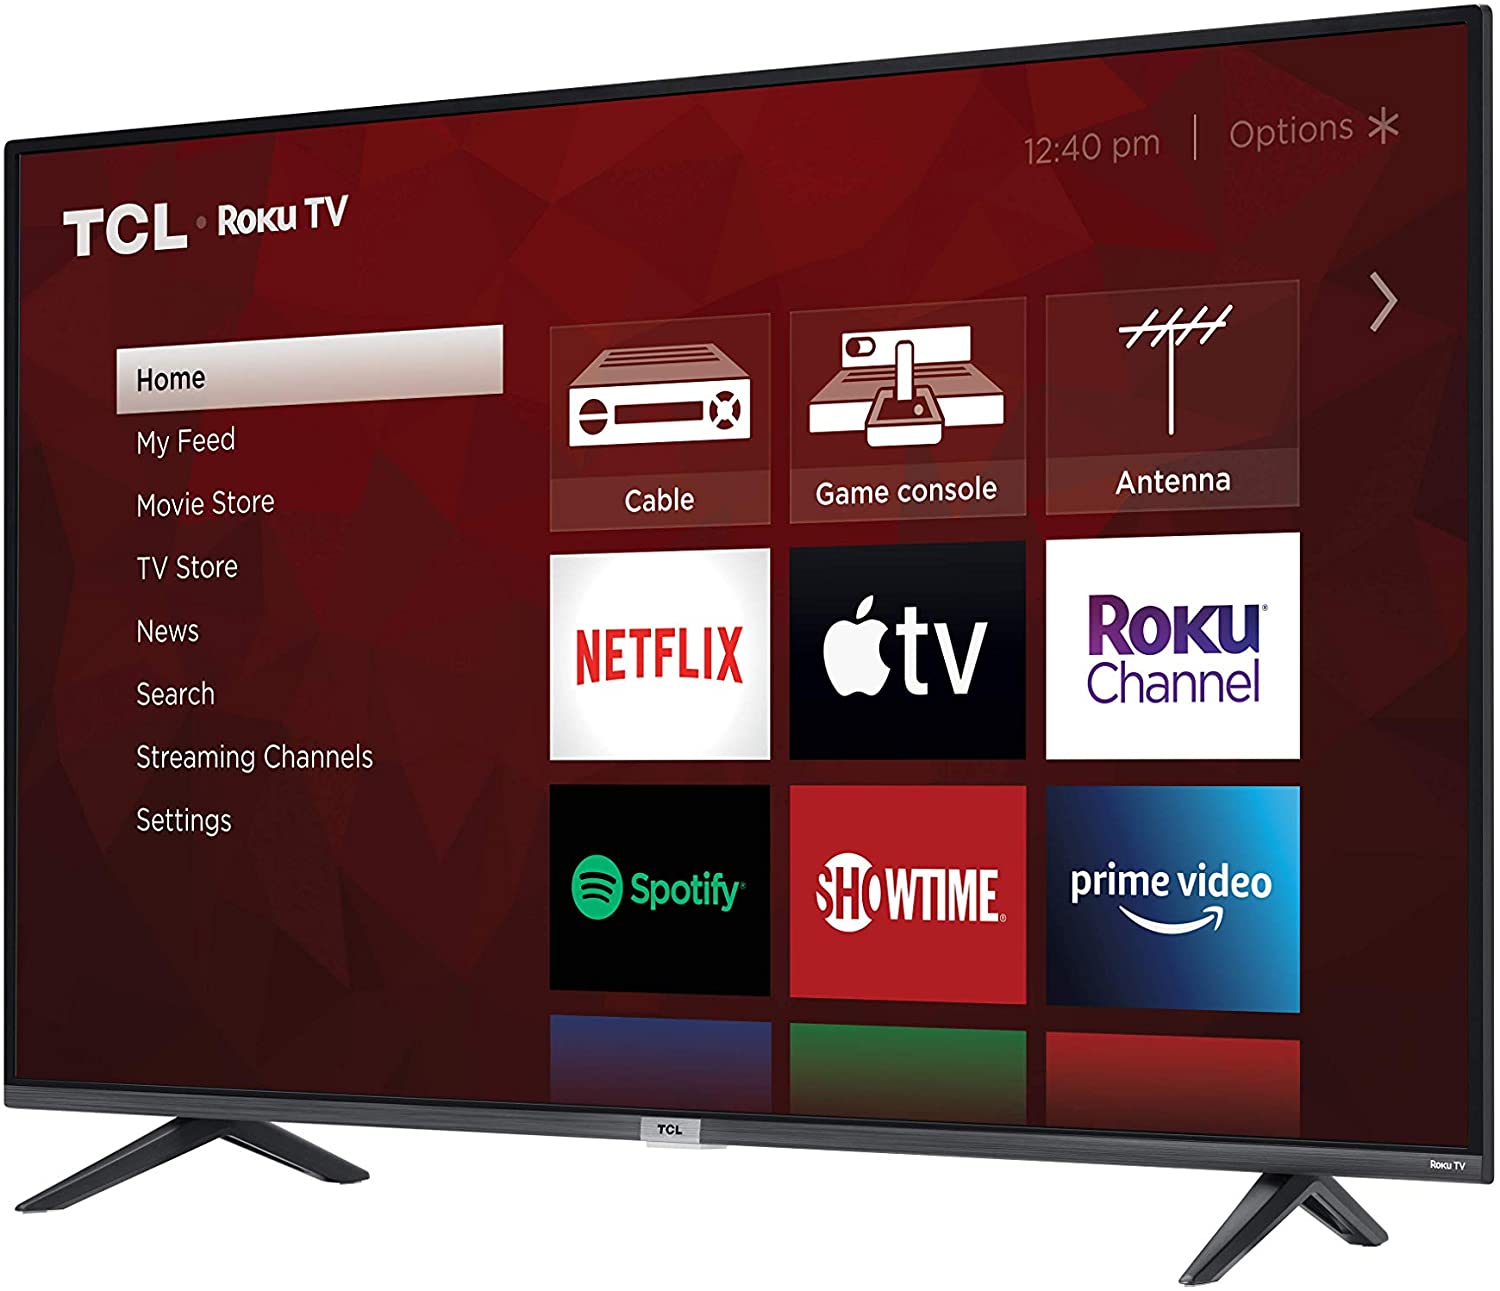 12:40 pm | Options *
TCL • Roku TV
Home
My Feed
Movie Store
TV Store
News
Search
Streaming Channels
Settings
Cable
Game console
Antenna
NETFLIX
tv
Roku®
Channel
Spotify®
SHOWTIME®
prime video
TCL
Roku TV